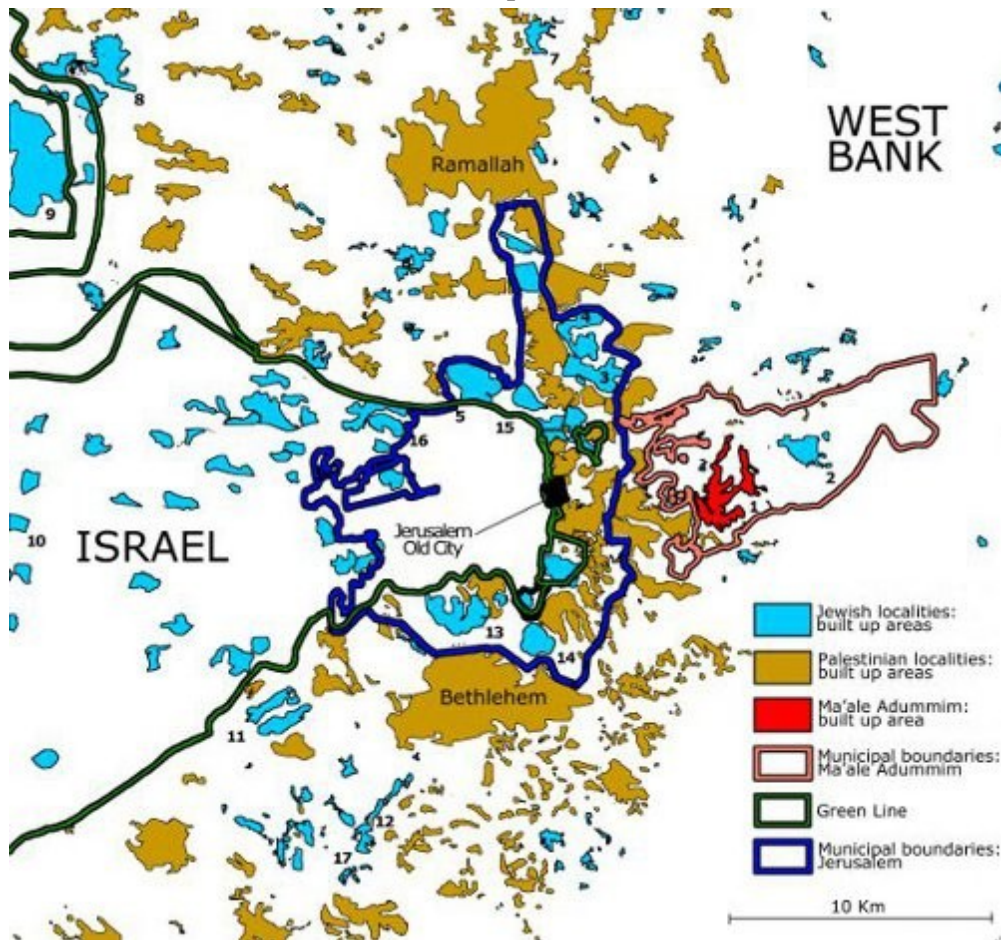 7
8
WEST
BANK
Ramallah
9
6
4
3
5
15
16
2
2
1
Jerusalem
Old City
10
ISRAEL
Jewish localities:
built up areas
13
14
Palestinian localities:
built up areas
Bethlehem
Ma'ale Adummim:
built up area
11
Municipal boundaries:
Ma'ale Adummim
Green Line
12
17
Municipal boundaries:
Jerusalem
10 Km